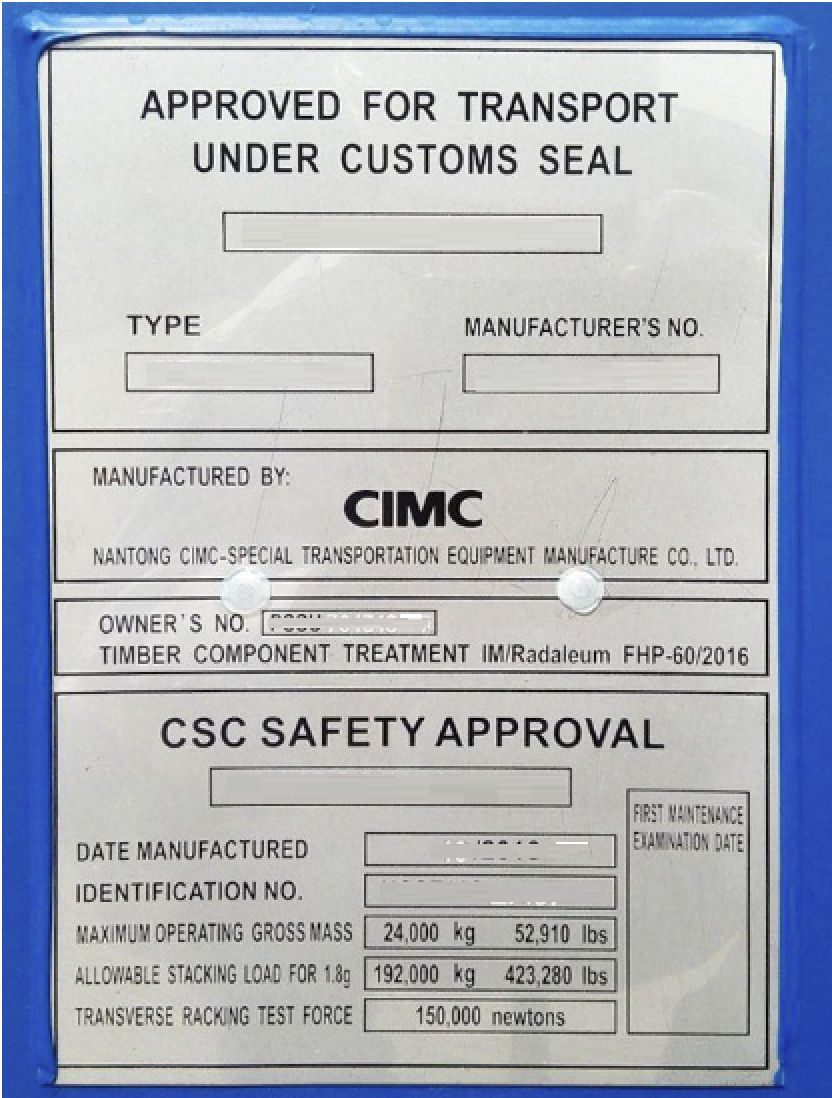 APPROVED FOR TRANSPORT
UNDER CUSTOMS SEAL
TYPE
MANUFACTURER'S NO.
MANUFACTURED BY:
CIMC
NANTONG CIMC-SPECIAL TRANSPORTATION EQUIPMENT MANUFACTURE CO., LTD.
OWNER'S NO.
TIMBER COMPONENT TREATMENT IM/Radaleum FHP-60/2016
CSC SAFETY APPROVAL
FIRST MAINTENANCE
EXAMINATION DATE
DATE MANUFACTURED
IDENTIFICATION NO.
MAXIMUM OPERATING GROSS MASS 24,000 kg 52,910 lbs
ALLOWABLE STACKING LOAD FOR 1.8g 192,000 kg 423,280 lbs
TRANSVERSE RACKING TEST FORCE 150,000 newtons